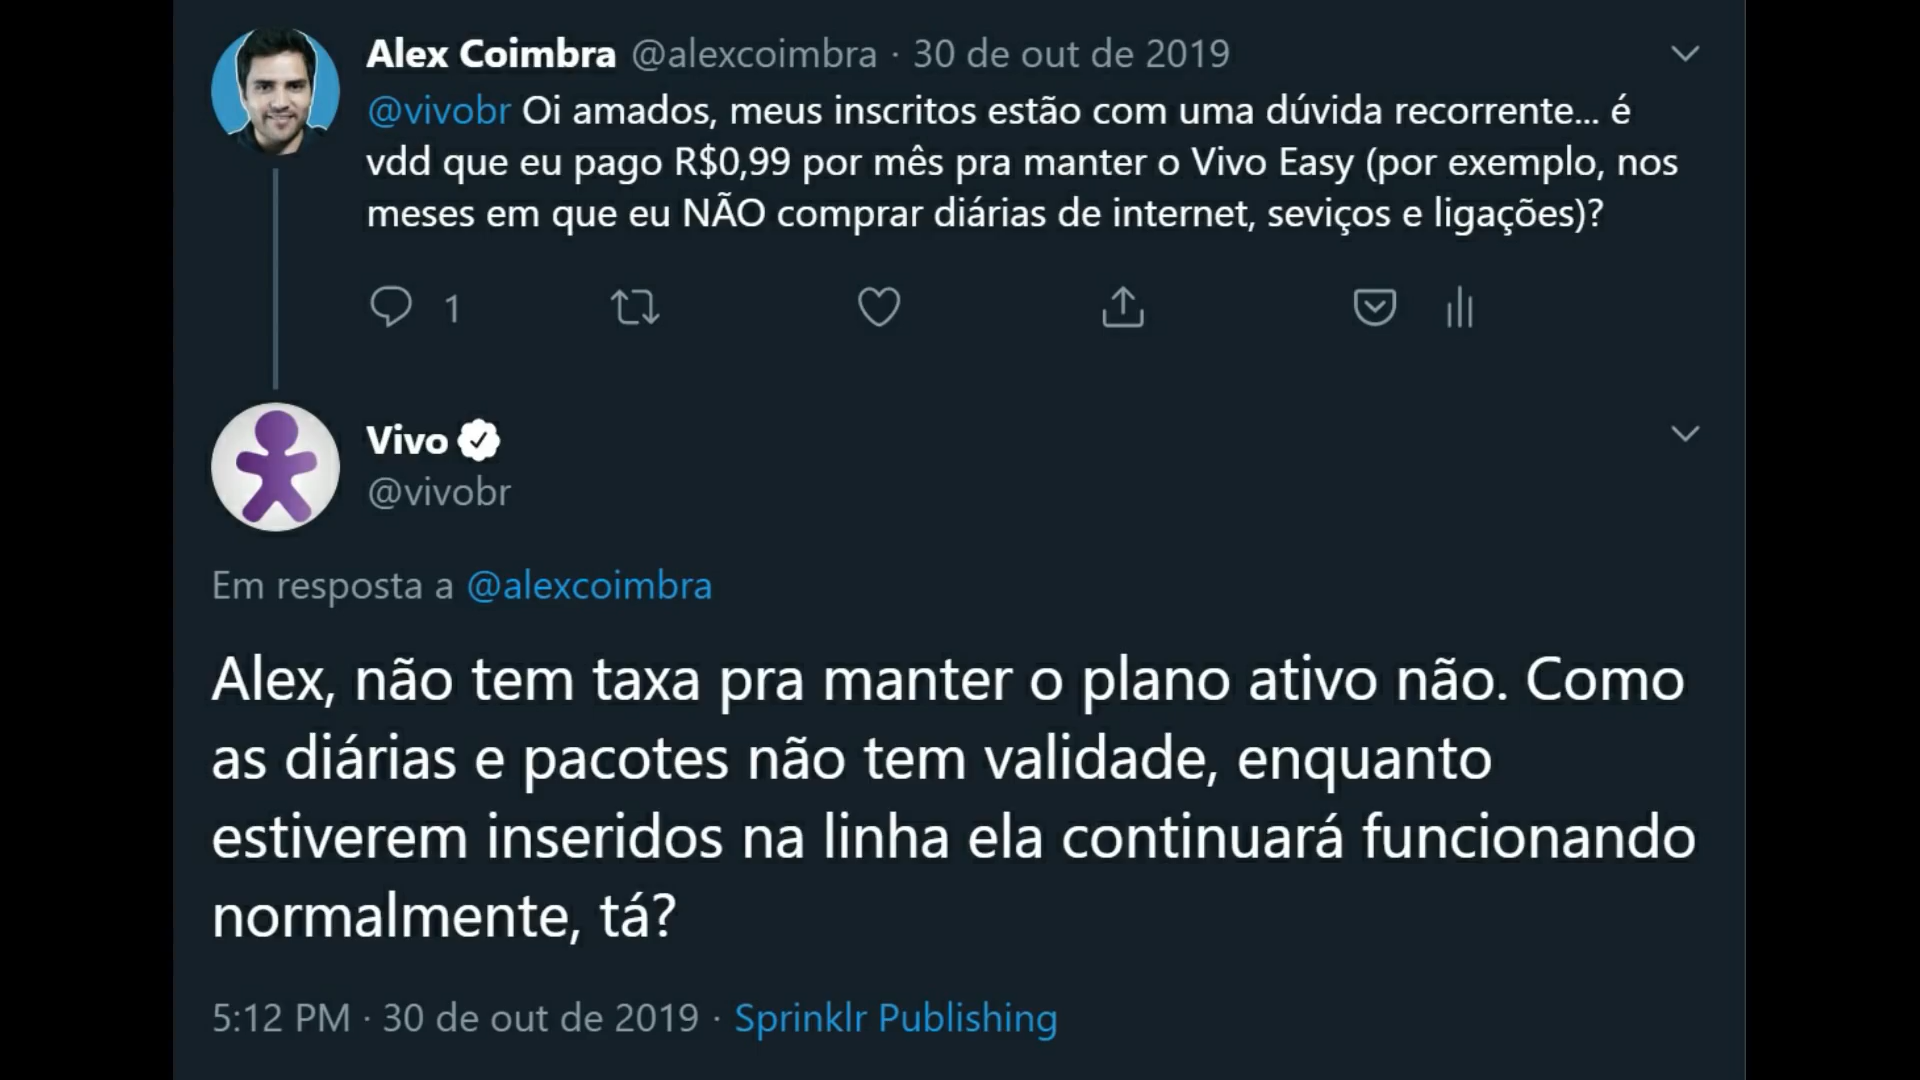 Alex Coimbra @alexcoimbra · 30 de out de 2019
@vivobr Oi amados, meus inscritos estão com uma dúvida recorrente... é
vdd que eu pago R$0,99 por mês pra manter o Vivo Easy (por exemplo, nos
meses em que eu NÃO comprar diárias de internet, seviços e ligações)?
1
Vivo
@vivobr
Em resposta a @alexcoimbra
Alex, não tem taxa pra manter o plano ativo não. Como
as diárias e pacotes não tem validade, enquanto
estiverem inseridos na linha ela continuará funcionando
normalmente, tá?
5:12 PM · 30 de out de 2019 · Sprinklr Publishing